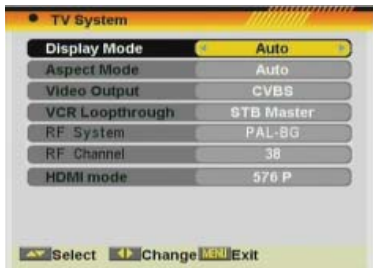 TV System
Display Mode Auto
Aspect Mode Auto
Video Output CVBS
VCR Loopthrough STB Master
RF System PAL-BG
RF Channel 38
HDMI mode 576 P
Select Change MENU Exit